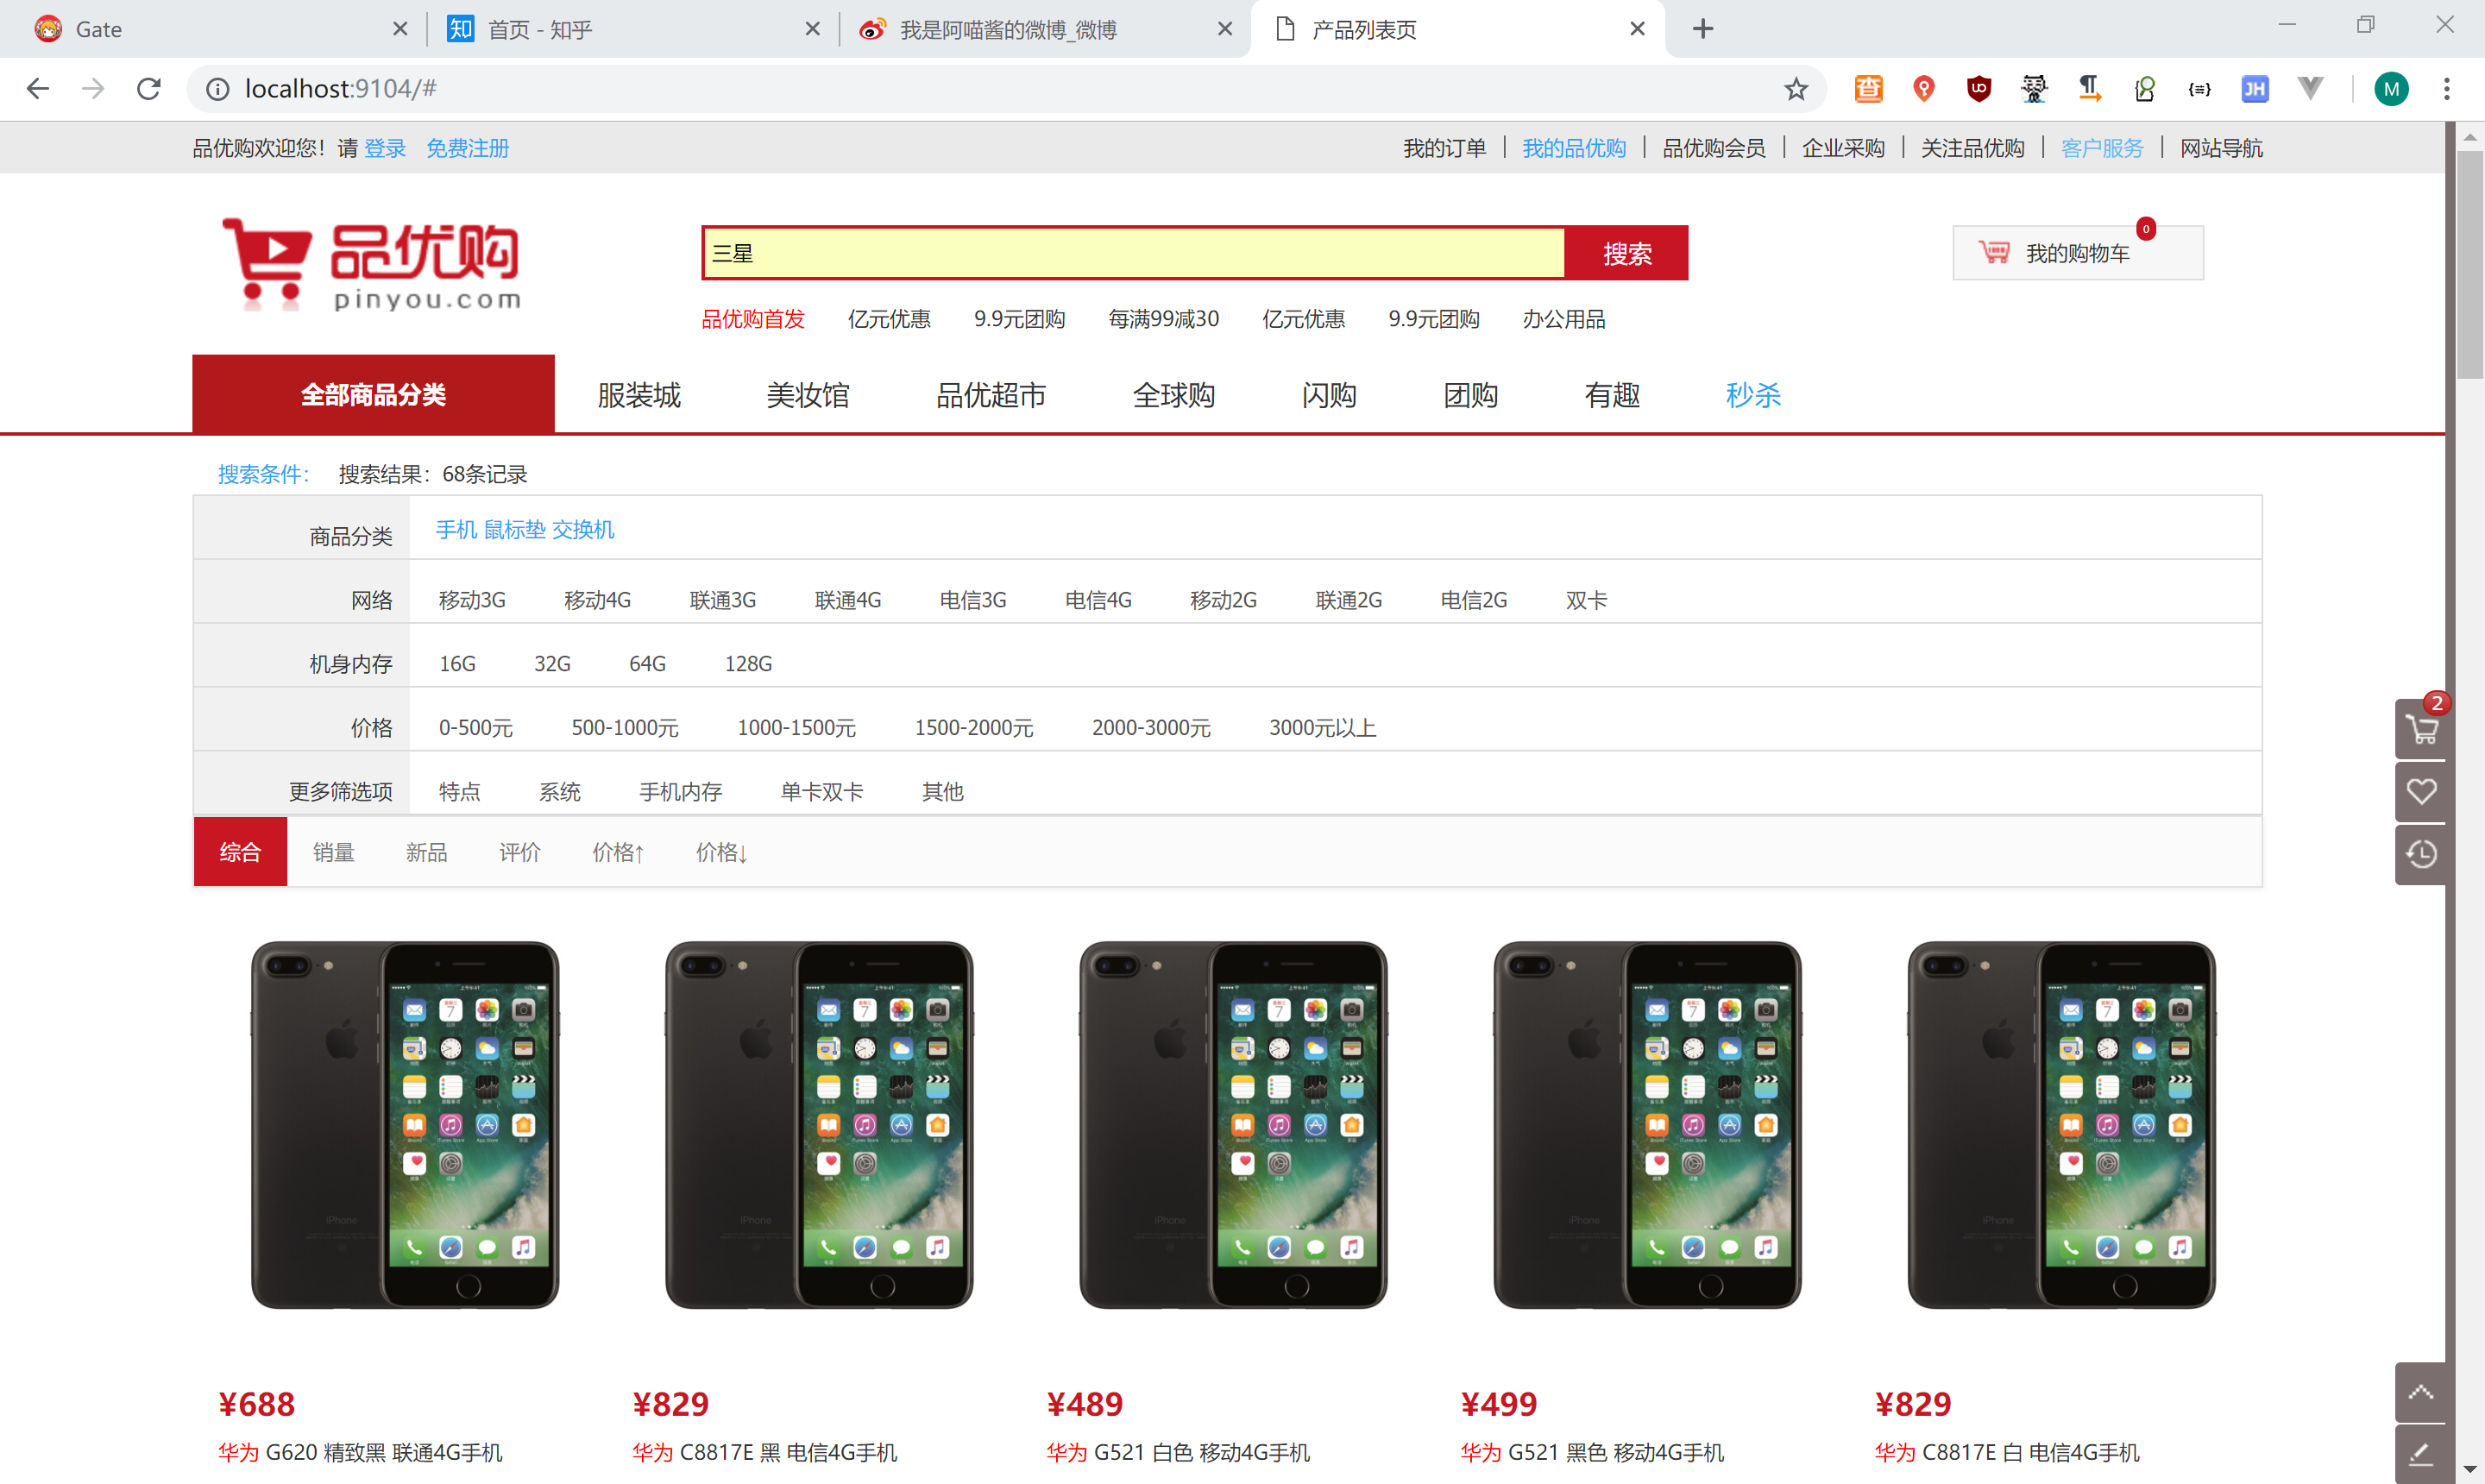 Gate
首页 - 知乎
我是阿喵酱的微博_微博
产品列表页
localhost:9104/#
M
品优购欢迎您！请 登录 免费注册
我的订单 我的品优购 品优购会员 企业采购 关注品优购 客户服务 网站导航
品优购
pinyou.com
三星
搜索
0
我的购物车
品优购首发 亿元优惠 9.9元团购 每满99减30 亿元优惠 9.9元团购 办公用品
全部商品分类 服装城 美妆馆 品优超市 全球购 闪购 团购 有趣 秒杀
搜索条件： 搜索结果：68条记录
商品分类 手机 鼠标垫 交换机
网络 移动3G 移动4G 联通3G 联通4G 电信3G 电信4G 移动2G 联通2G 电信2G 双卡
机身内存 16G 32G 64G 128G
价格 0-500元 500-1000元 1000-1500元 1500-2000元 2000-3000元 3000元以上
2
更多筛选项 特点 系统 手机内存 单卡双卡 其他
综合 销量 新品 评价 价格↑ 价格↓
¥688 ¥829 ¥489 ¥499 ¥829
华为 G620 精致黑 联通4G手机
华为 C8817E 黑 电信4G手机
华为 G521 白色 移动4G手机
华为 G521 黑色 移动4G手机
华为 C8817E 白 电信4G手机